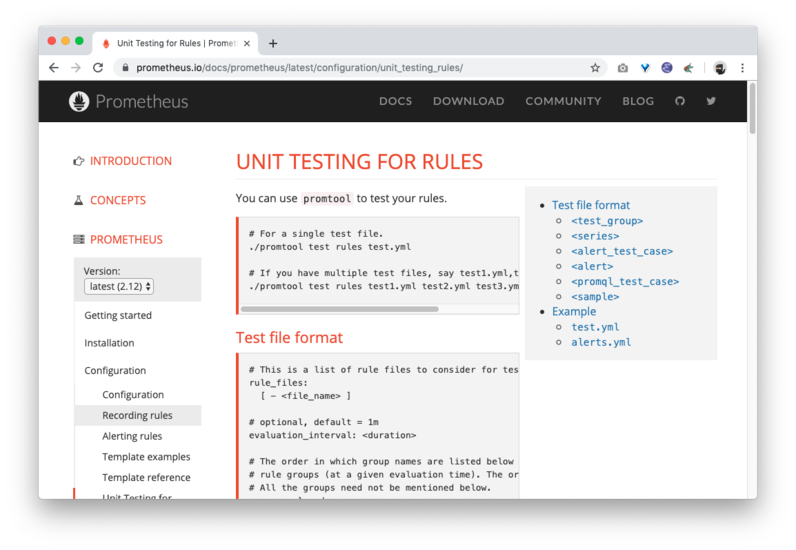 Unit Testing for Rules | Prome
prometheus.io/docs/prometheus/latest/configuration/unit_testing_rules/
Prometheus
DOCS
DOWNLOAD
COMMUNITY
BLOG
INTRODUCTION
CONCEPTS
PROMETHEUS
Version:
latest (2.12)
Getting started
Installation
Configuration
Configuration
Recording rules
Alerting rules
Template examples
Template reference
Unit Testing for
UNIT TESTING FOR RULES
You can use promtool to test your rules.
# For a single test file.
./promtool test rules test.yml
# If you have multiple test files, say test1.yml,t
./promtool test rules test1.yml test2.yml test3.ym
Test file format
# This is a list of rule files to consider for tes
rule_files:
[ - <file_name> ]
# optional, default = 1m
evaluation_interval: <duration>
# The order in which group names are listed below
# rule groups (at a given evaluation time). The or
# All the groups need not be mentioned below.
Test file format
<test_group>
<series>
<alert_test_case>
<alert>
<promql_test_case>
<sample>
Example
test.yml
alerts.yml